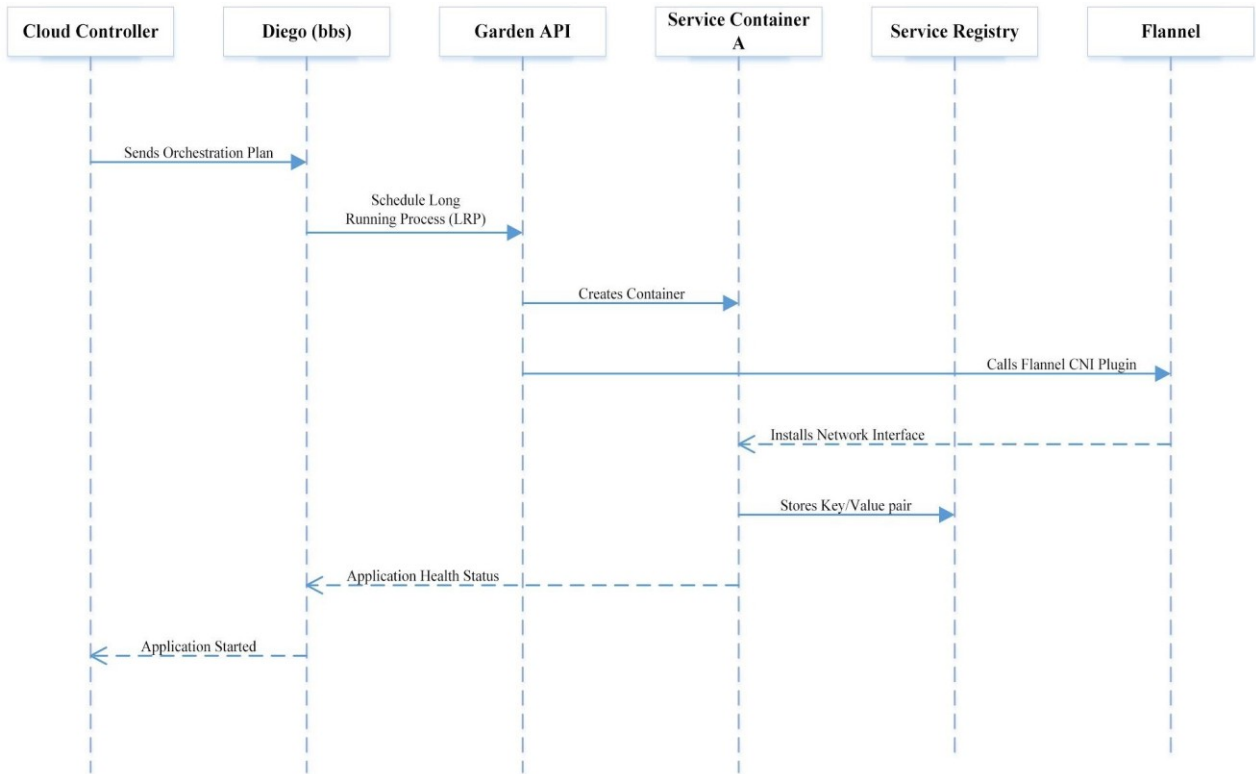 Cloud Controller
Diego (bbs)
Garden API
Service Container
A
Service Registry
Flannel
Sends Orchestration Plan
Schedule Long
Running Process (LRP)
Creates Container
Calls Flannel CNI Plugin
Installs Network Interface
Stores Key/Value pair
Application Health Status
Application Started